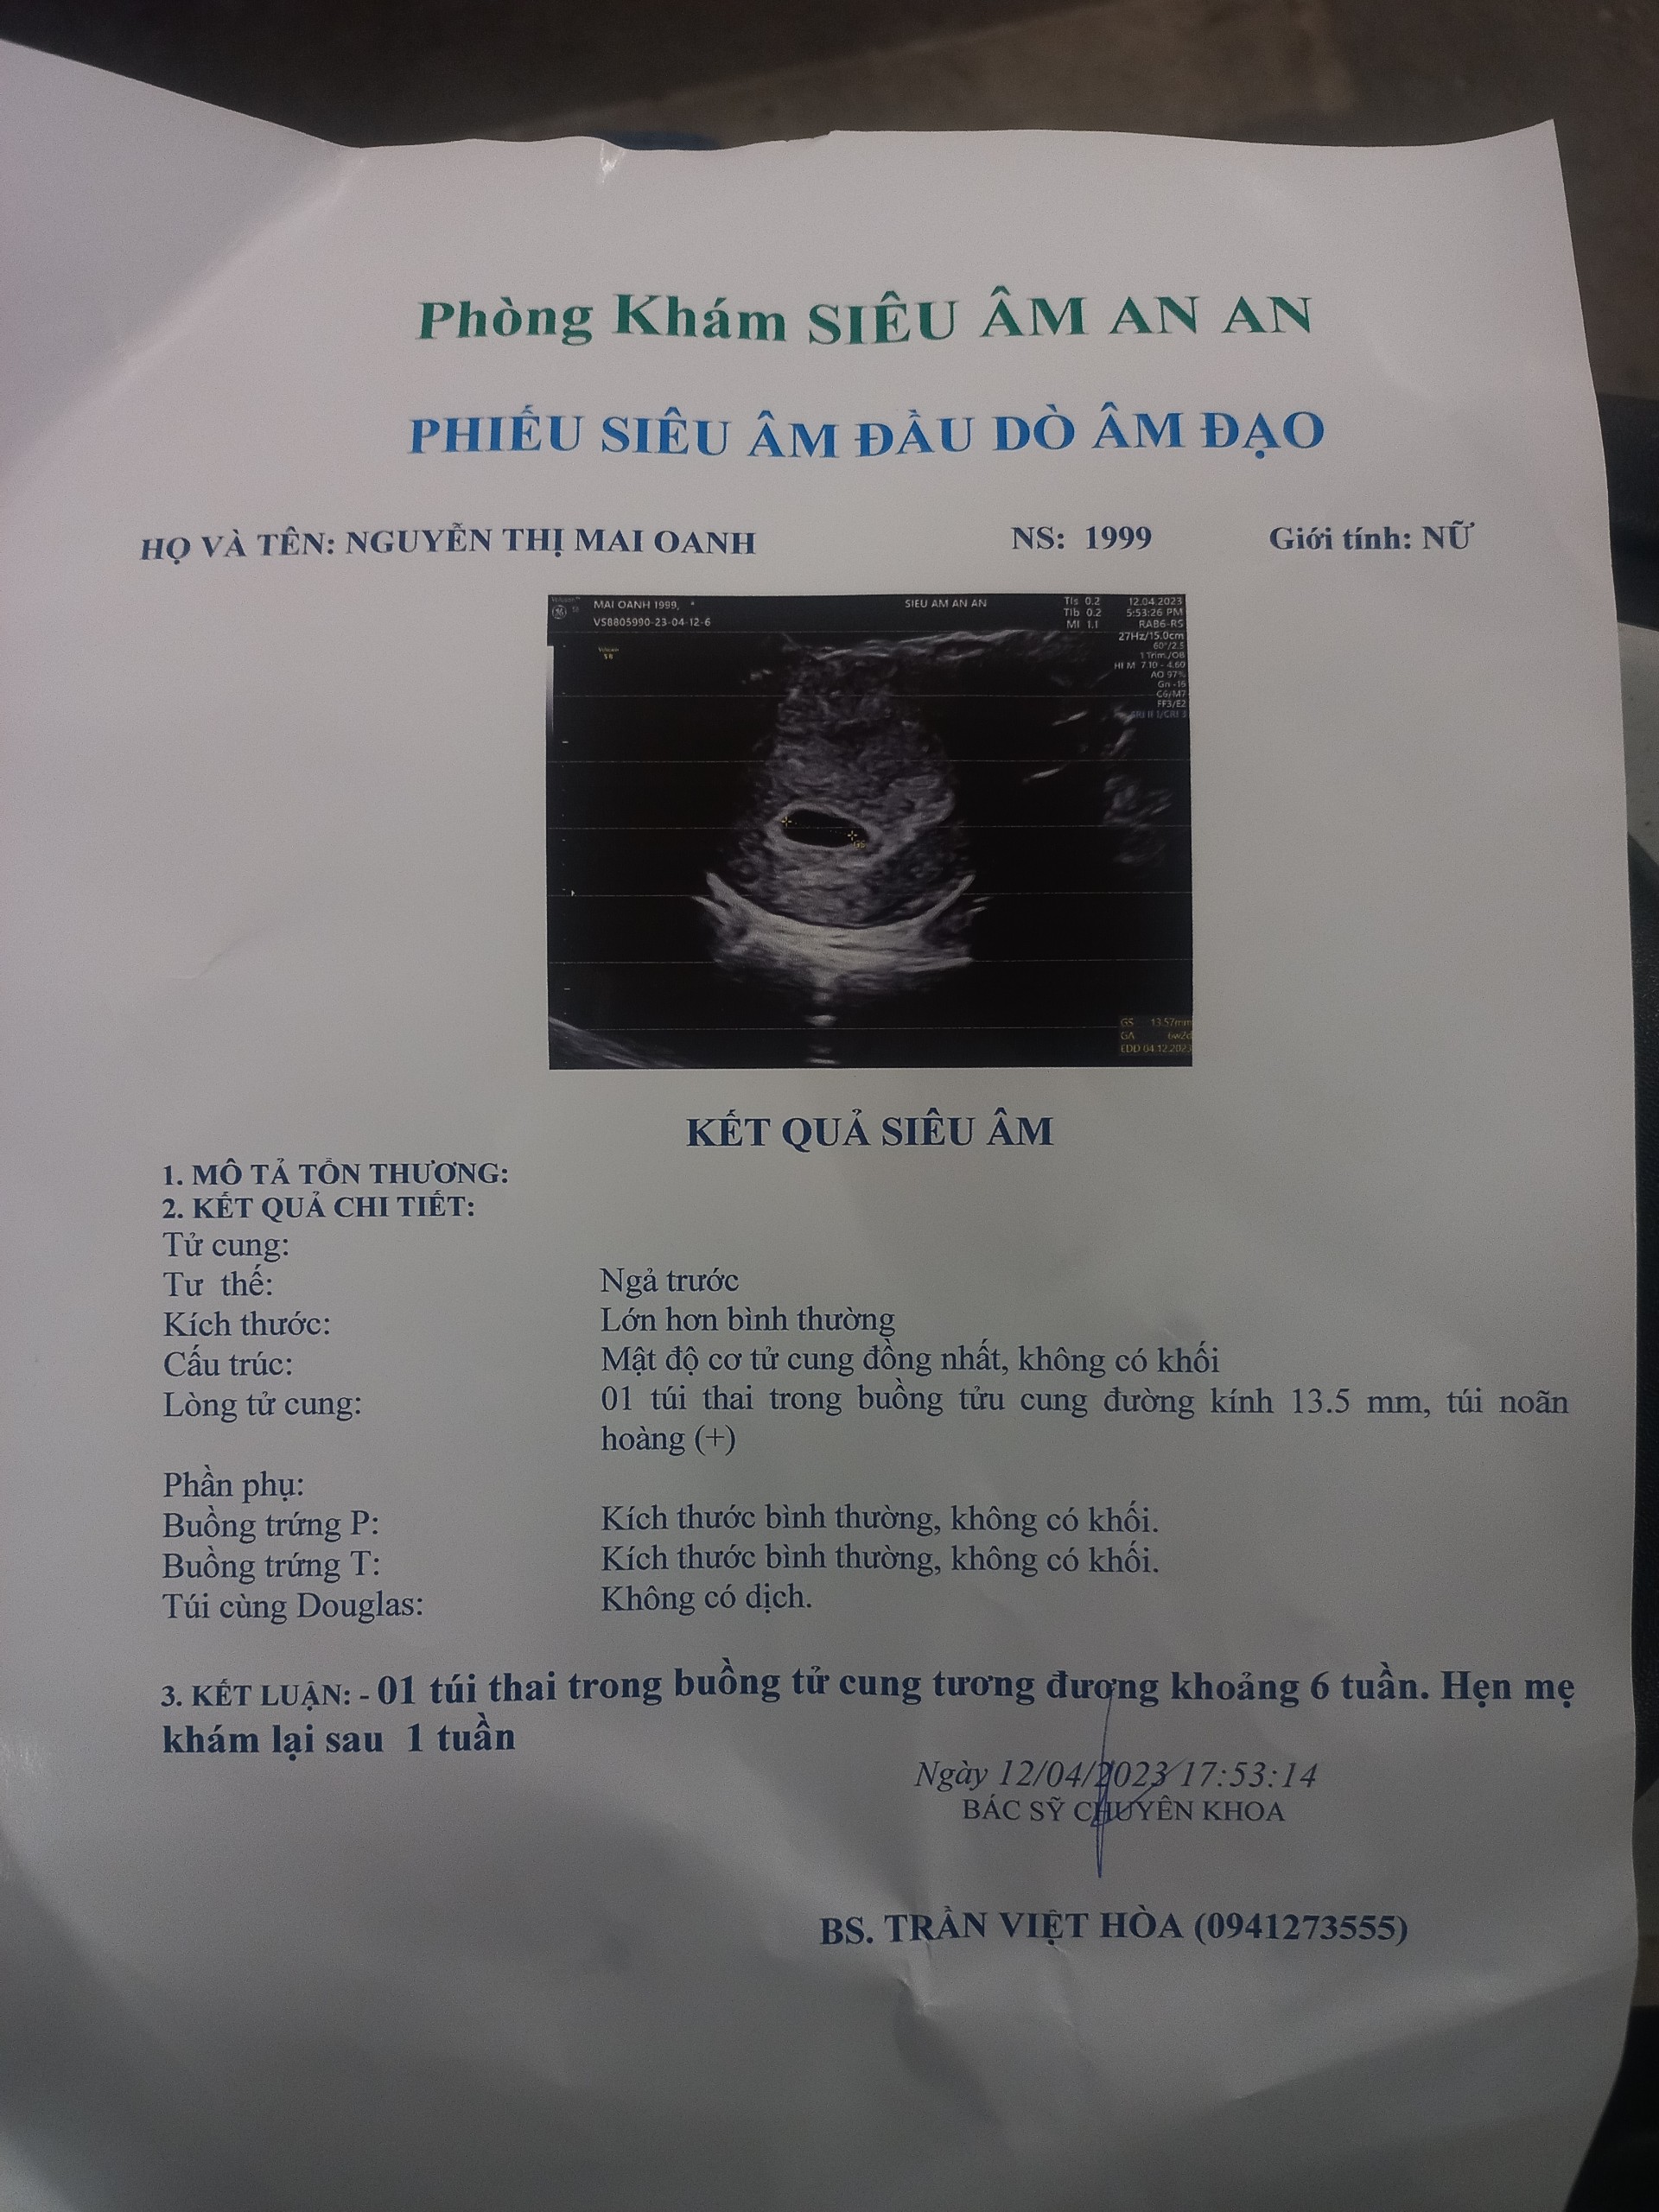 Phòng Khám SIÊU ÂM AN AN
PHIẾU SIÊU ÂM ĐẦU DÒ ÂM ĐẠO
HỌ VÀ TÊN: NGUYỄN THỊ MAI OANH NS: 1999 Giới tính: NỮ
MAI OANH 1999, SIEU AM AN AN Tis 0.2 12.04.2023
VS8805990-23-04-12-6 Tib 0.2 5:53:26 PM
MI 1.1 RAB6-RS
27Hz/15.0cm
60°/2.5
1 Trim./OB
HI M 7.10 - 4.60
AO 97%
Gn -16
C6/M7
FF3/E2
SRI II 1/CRI 3
GS 13.57mm
GA 6w2d
EDD 04.12.2023
KẾT QUẢ SIÊU ÂM
1. MÔ TẢ TỔN THƯƠNG:
2. KẾT QUẢ CHI TIẾT:
Tử cung:
Tư thế: Ngả trước
Kích thước: Lớn hơn bình thường
Cấu trúc: Mật độ cơ tử cung đồng nhất, không có khối
Lòng tử cung: 01 túi thai trong buồng tửu cung đường kính 13.5 mm, túi noãn
hoàng (+)
Phần phụ:
Buồng trứng P: Kích thước bình thường, không có khối.
Buồng trứng T: Kích thước bình thường, không có khối.
Túi cùng Douglas: Không có dịch.
3. KẾT LUẬN: - 01 túi thai trong buồng tử cung tương đương khoảng 6 tuần. Hẹn mẹ
khám lại sau 1 tuần
Ngày 12/04/2023 17:53:14
BÁC SỸ CHUYÊN KHOA
BS. TRẦN VIỆT HÒA (0941273555)